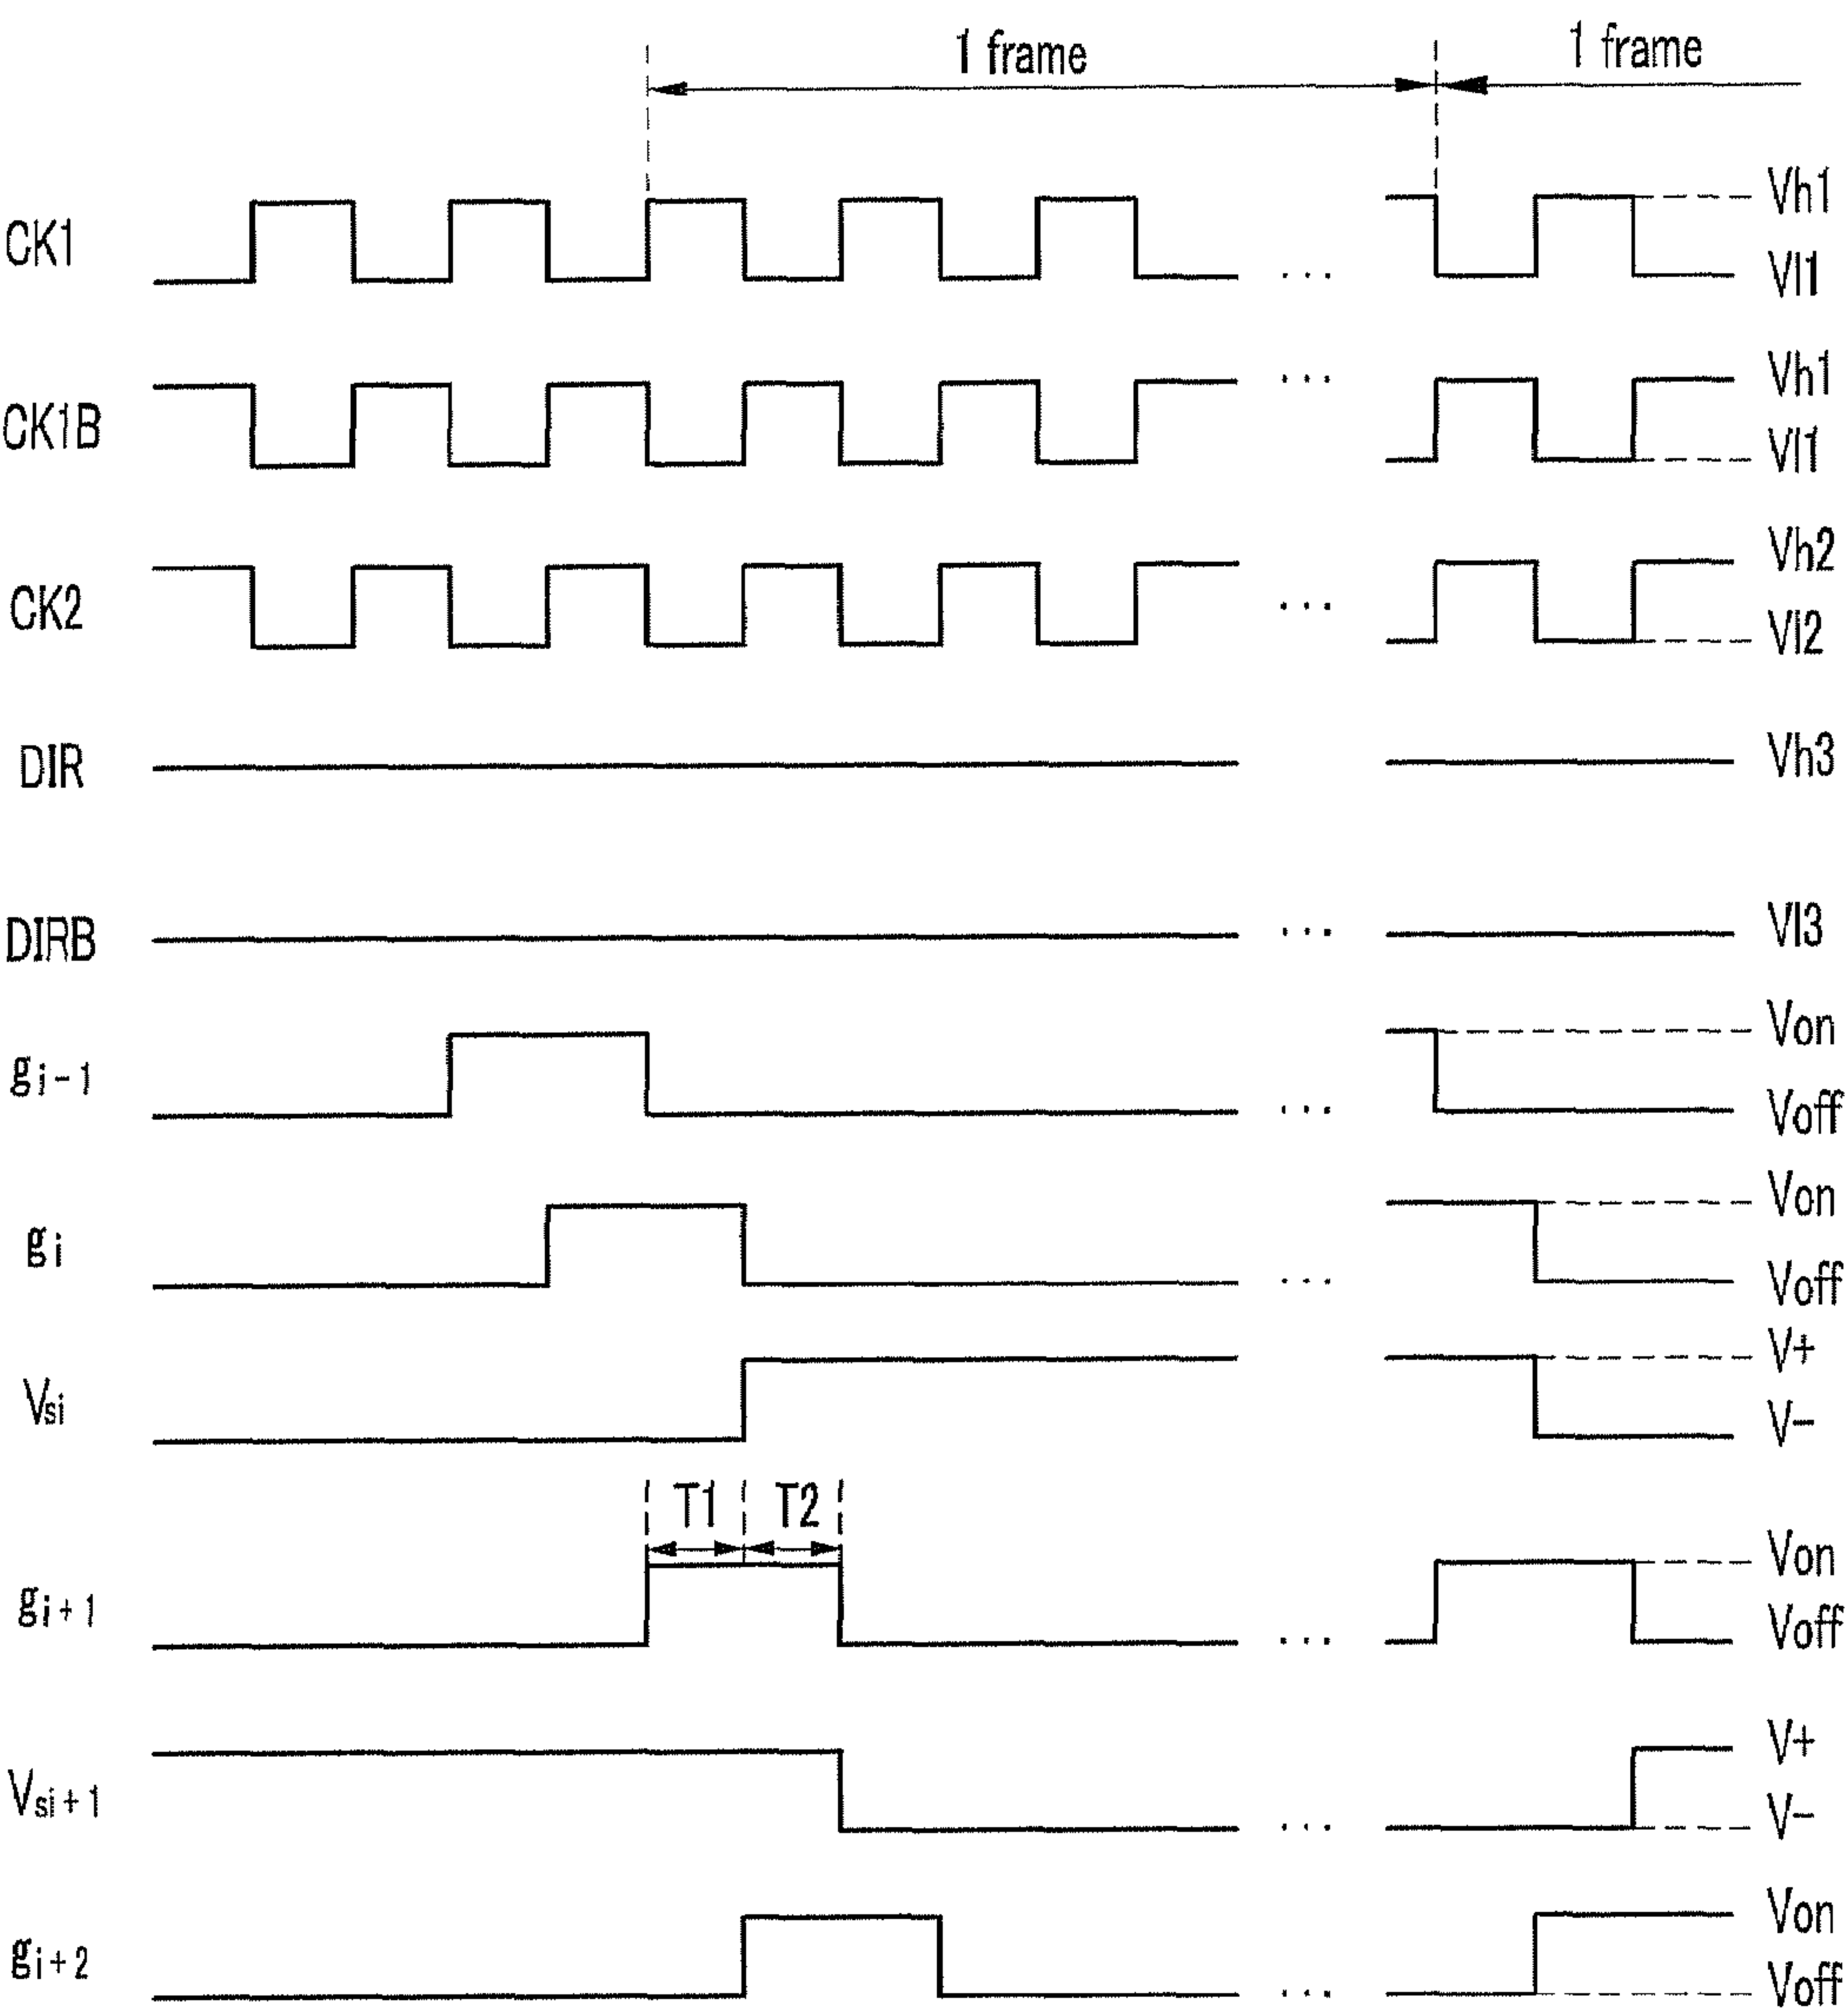 1 frame 1 frame
CK1 Vh1
... Vl1
CK1B ... Vh1
Vl1
CK2 Vh2
... Vl2
DIR Vh3
DIRB ... Vl3
gi-1 Von
... Voff
gi Von
... Voff
Vsi V+
V-
T1 T2
gi+1 Von
... Voff
Vsi+1 V+
... V-
gi+2 Von
... Voff